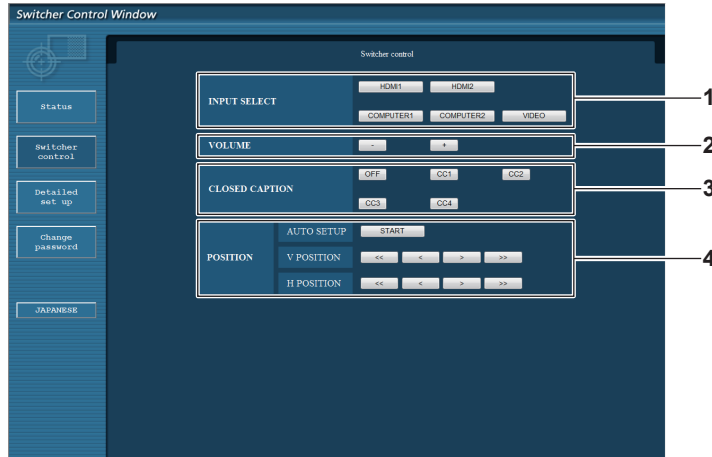 Switcher Control Window
Switcher control
Status
Switcher
control
Detailed
set up
Change
password
JAPANESE
INPUT SELECT
HDMI1 HDMI2
COMPUTER1 COMPUTER2 VIDEO
1
VOLUME - +
2
CLOSED CAPTION
OFF CC1 CC2
CC3 CC4
3
POSITION
AUTO SETUP START
V POSITION << < > >>
H POSITION << < > >>
4